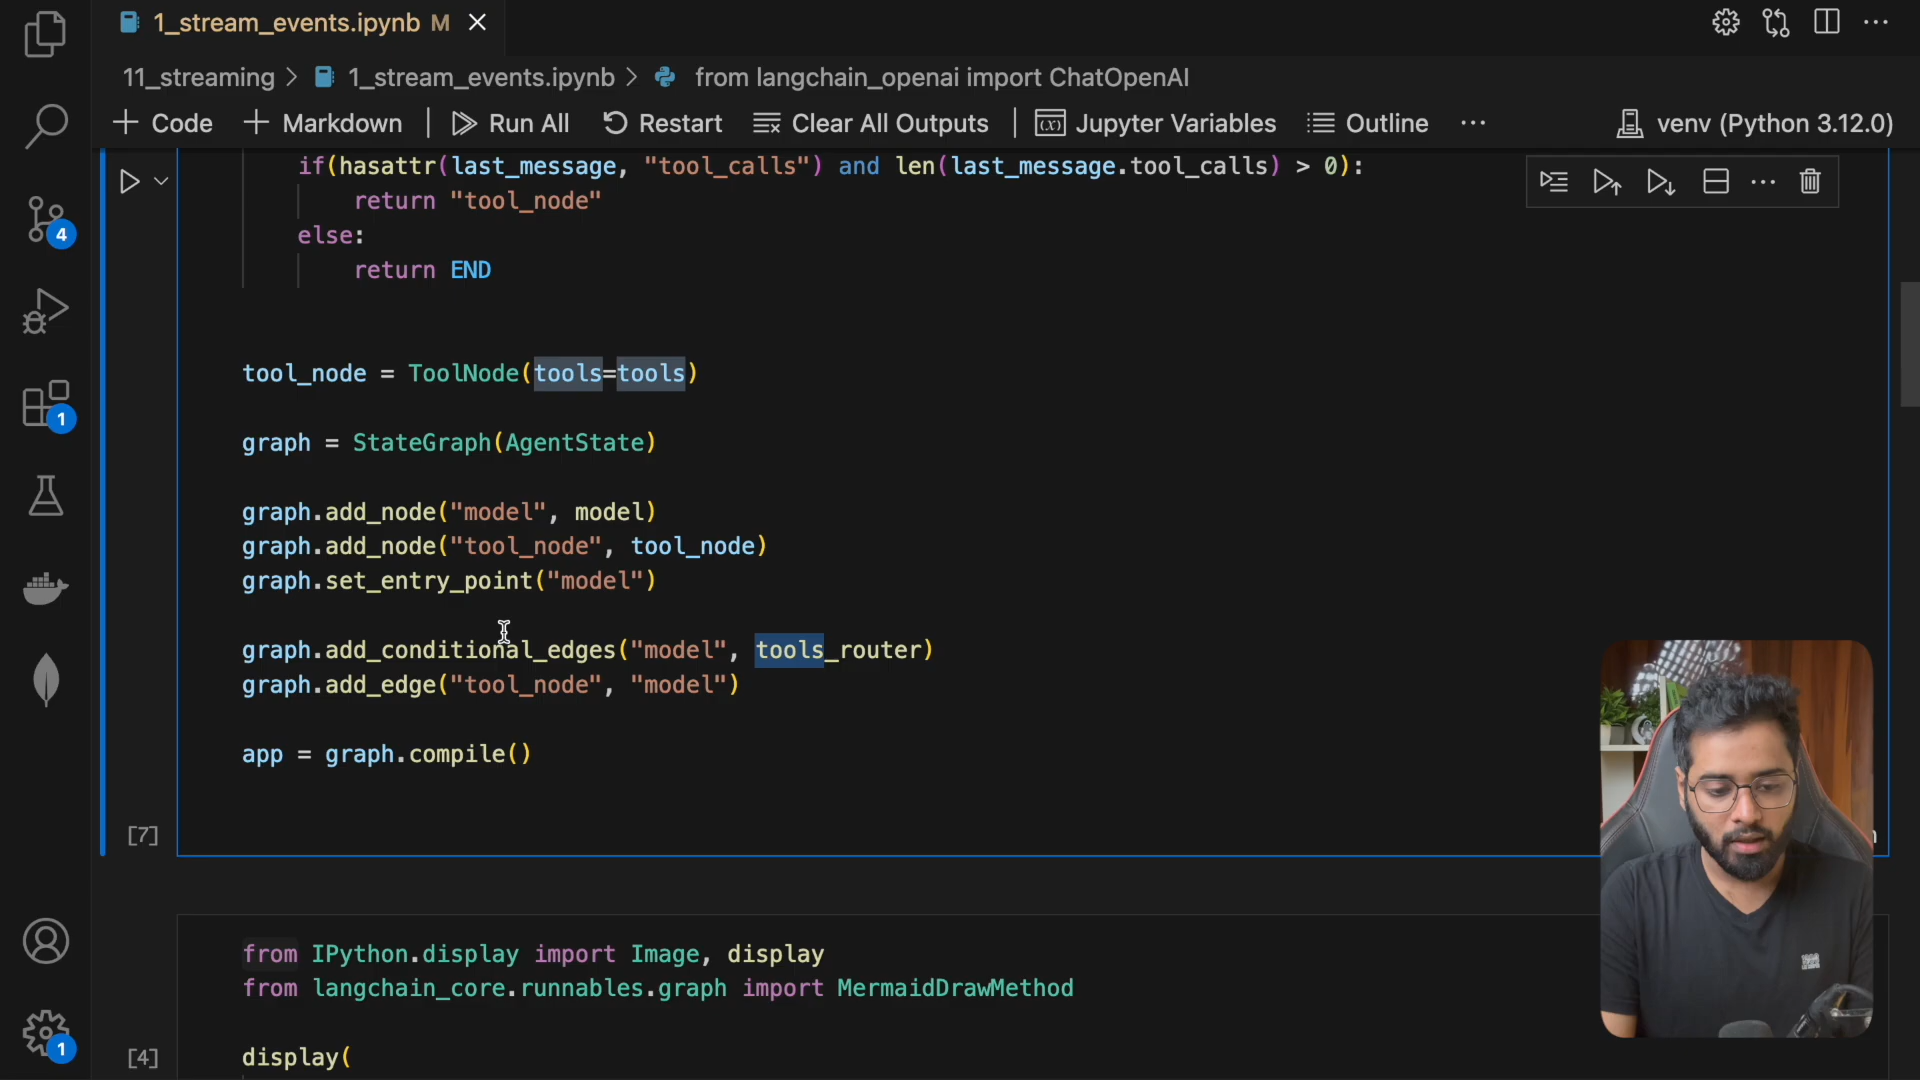 1_stream_events.ipynb M
11_streaming > 1_stream_events.ipynb > from langchain_openai import ChatOpenAI
+ Code + Markdown | Run All Restart Clear All Outputs | Jupyter Variables Outline ... venv (Python 3.12.0)
if(hasattr(last_message, "tool_calls") and len(last_message.tool_calls) > 0):
return "tool_node"
else:
return END
4
tool_node = ToolNode(tools=tools)
1
graph = StateGraph(AgentState)
graph.add_node("model", model)
graph.add_node("tool_node", tool_node)
graph.set_entry_point("model")
graph.add_conditional_edges("model", tools_router)
graph.add_edge("tool_node", "model")
app = graph.compile()
[7]
from IPython.display import Image, display
from langchain_core.runnables.graph import MermaidDrawMethod
1
[4]
display(